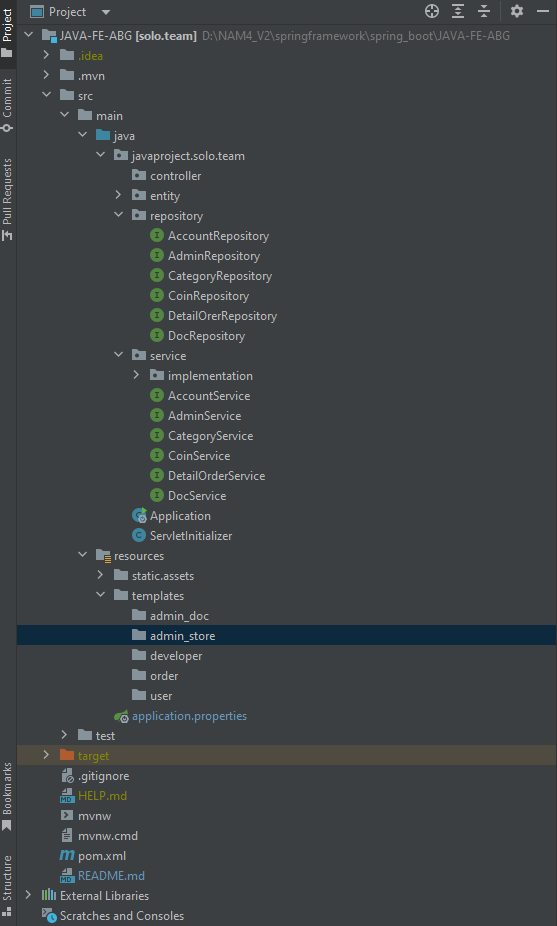 Project
JAVA-FE-ABG [solo.team] D:\NAM4_V2\springframework\spring_boot\JAVA-FE-ABG
.idea
.mvn
src
main
java
javaproject.solo.team
controller
entity
repository
AccountRepository
AdminRepository
CategoryRepository
CoinRepository
DetailOrerRepository
DocRepository
service
implementation
AccountService
AdminService
CategoryService
CoinService
DetailOrderService
DocService
Application
ServletInitializer
resources
static.assets
templates
admin_doc
admin_store
developer
order
user
application.properties
test
target
.gitignore
HELP.md
mvnw
mvnw.cmd
pom.xml
README.md
External Libraries
Scratches and Consoles
Project
Commit
Pull Requests
Bookmarks
Structure